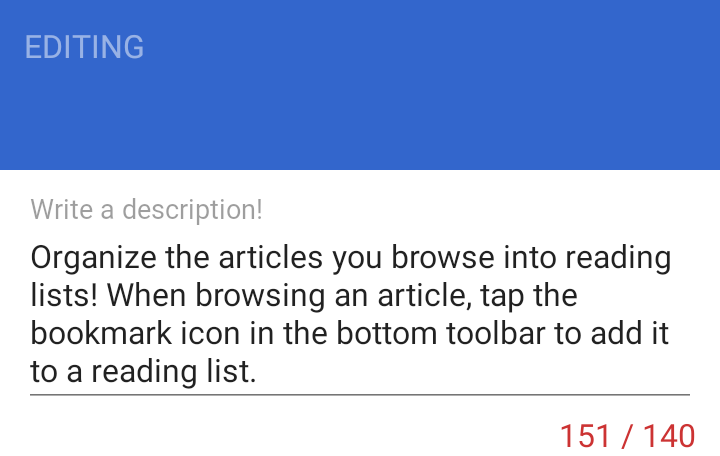 EDITING
Write a description!
Organize the articles you browse into reading
lists! When browsing an article, tap the
bookmark icon in the bottom toolbar to add it
to a reading list.
151 / 140